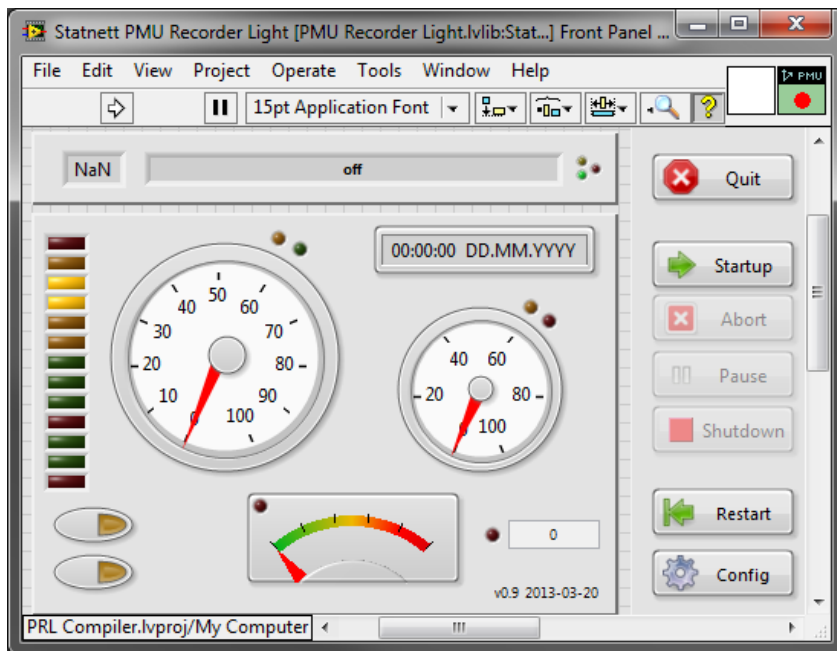 Statnett PMU Recorder Light [PMU Recorder Light.lvlib:Stat...] Front Panel ...
File Edit View Project Operate Tools Window Help
PMU
15pt Application Font
NaN
off
Quit
00:00:00 DD.MM.YYYY
0 10 20 30 40 50 60 70 80 90 100
0 20 40 60 80 100
Startup
Abort
Pause
Shutdown
Restart
0
Config
v0.9 2013-03-20
PRL Compiler.lvproj/My Computer